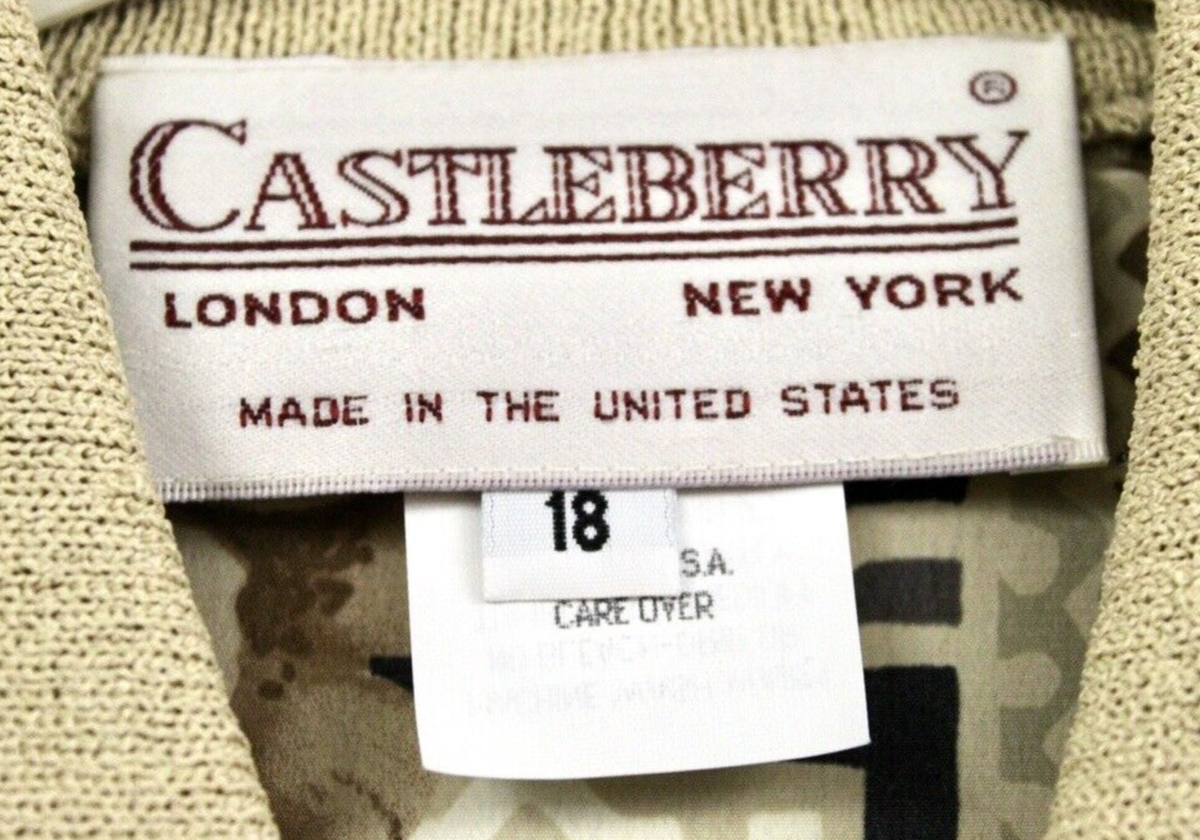 ®
CASTLEBERRY
LONDON NEW YORK
MADE IN THE UNITED STATES
18
S.A.
CARE OVER